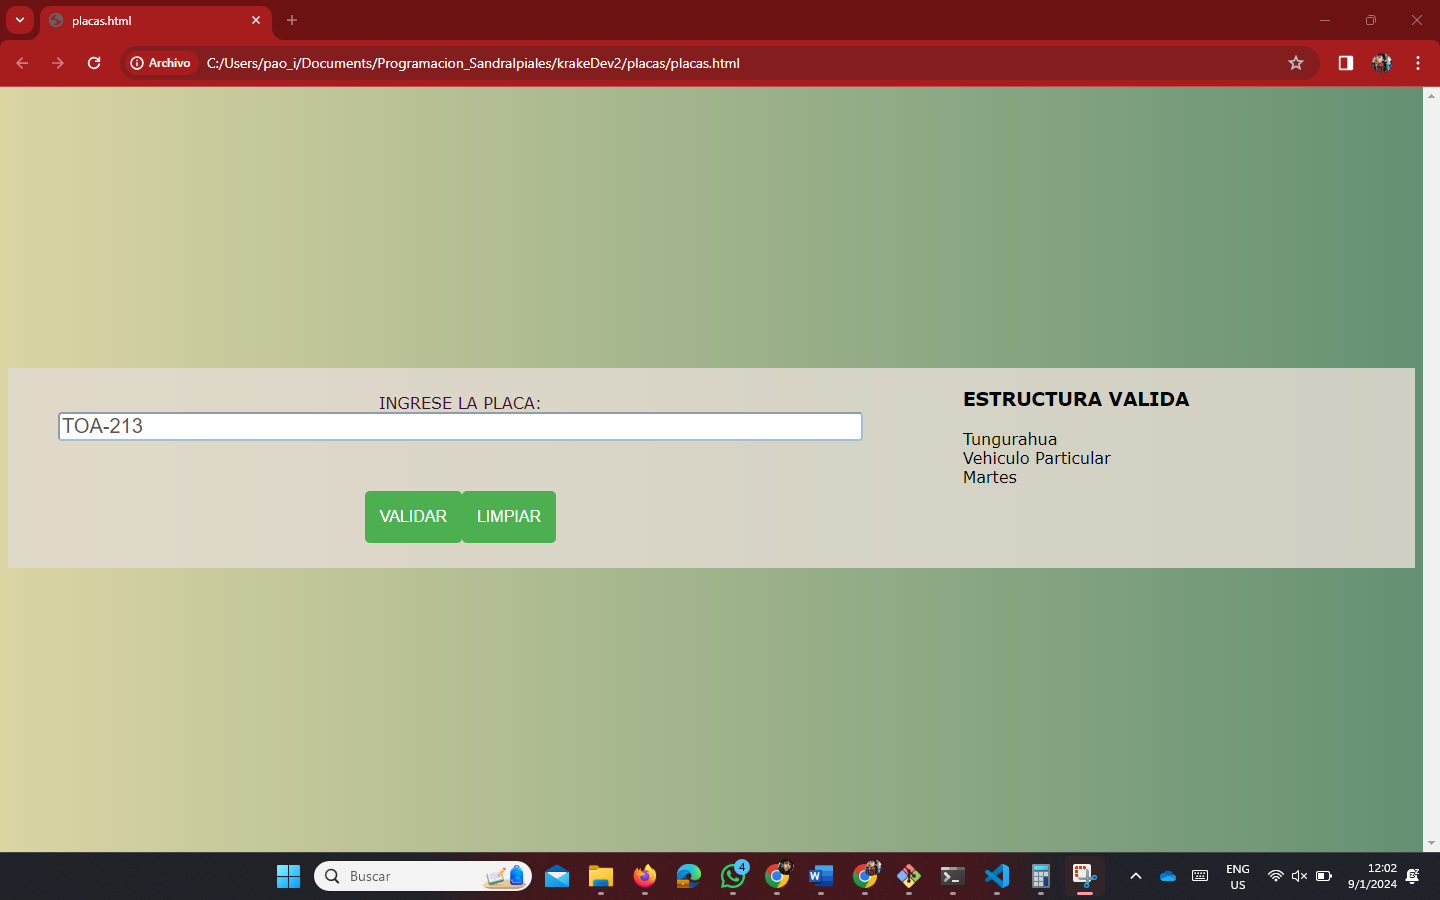 placas.html
Archivo
C:/Users/pao_i/Documents/Programacion_SandraIpiales/krakeDev2/placas/placas.html
INGRESE LA PLACA:
TOA-213
VALIDAR
LIMPIAR
ESTRUCTURA VALIDA
Tungurahua
Vehiculo Particular
Martes
Buscar
4
ENG
US
12:02
9/1/2024